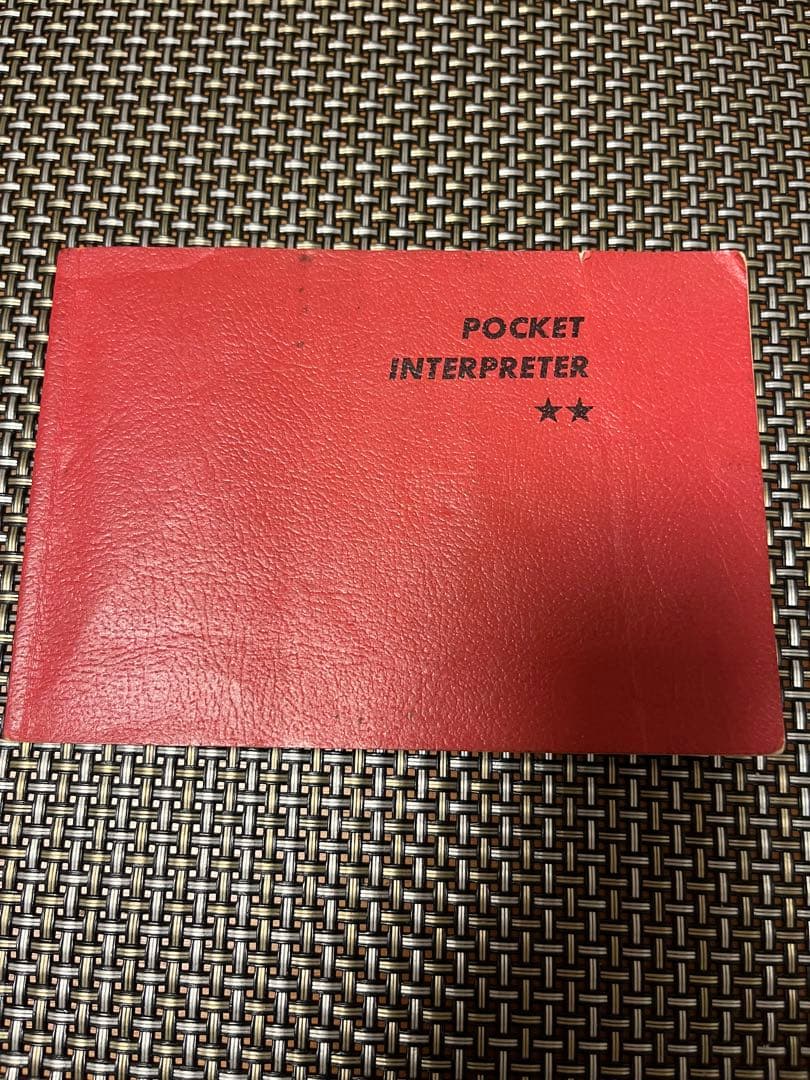 POCKET
INTERPRETER
★★